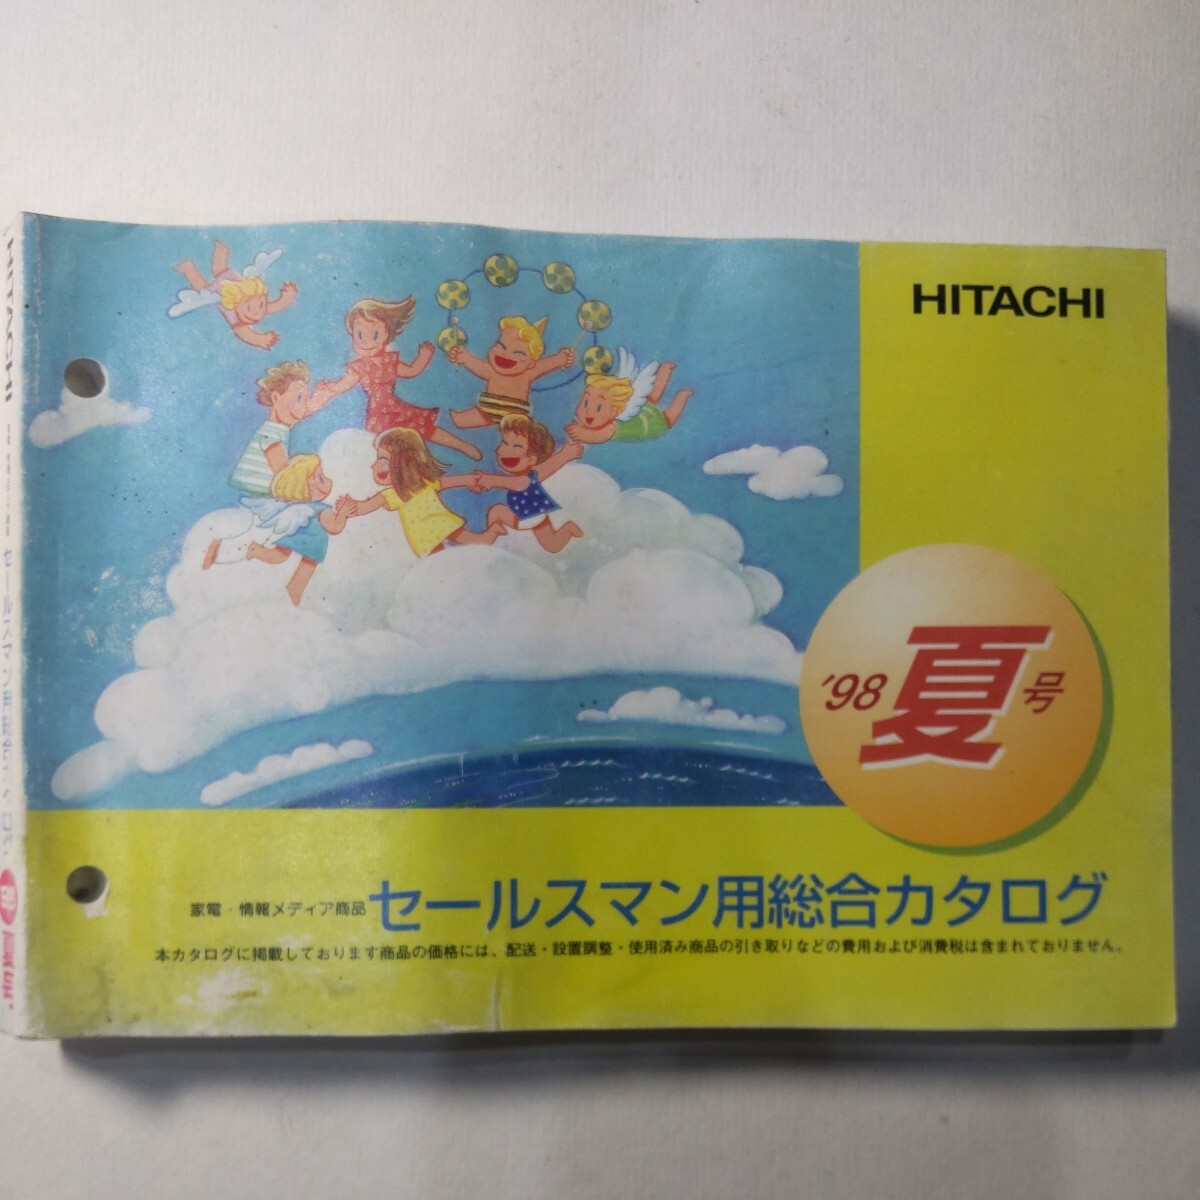 HITACHI
'98 夏 号
家電・情報メディア商品 セールスマン用総合カタログ
本カタログに掲載しております商品の価格には、配送・設置調整・使用済み商品の引き取りなどの費用および消費税は含まれておりません。
HITACHI セールスマン用総合カタログ